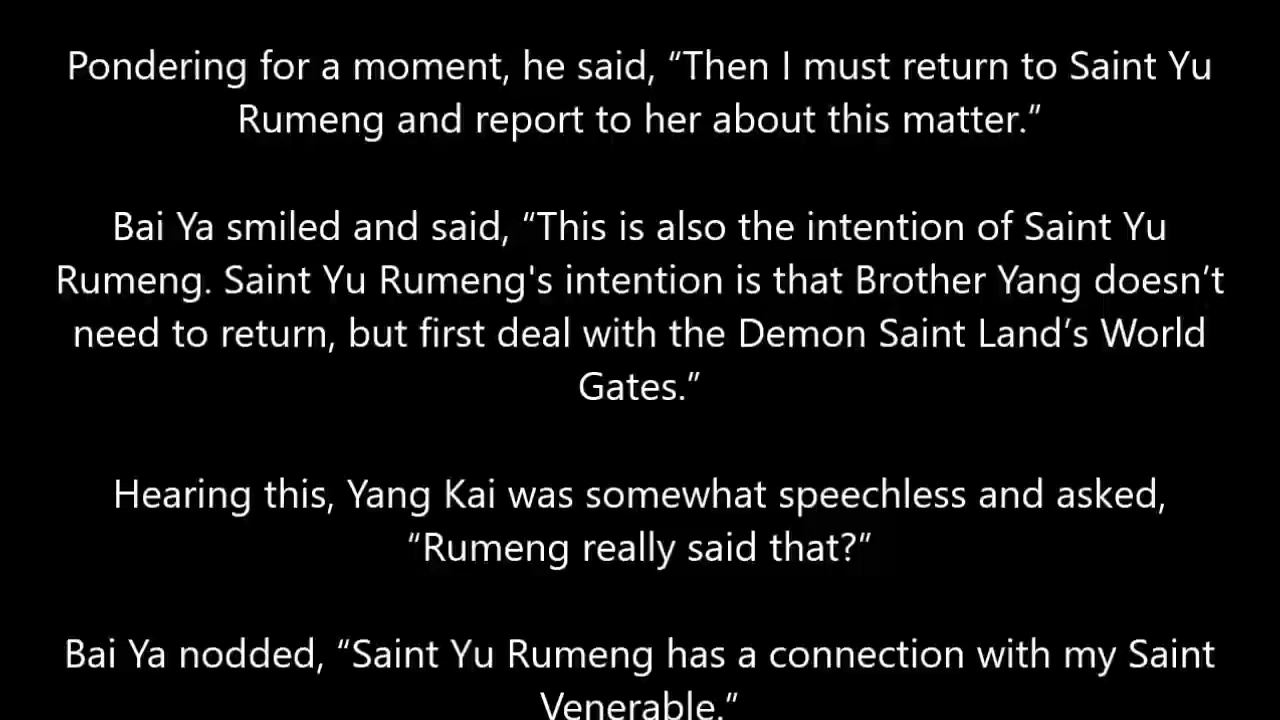 Pondering for a moment, he said, “Then I must return to Saint Yu
Rumeng and report to her about this matter.”
Bai Ya smiled and said, “This is also the intention of Saint Yu
Rumeng. Saint Yu Rumeng's intention is that Brother Yang doesn’t
need to return, but first deal with the Demon Saint Land’s World
Gates.”
Hearing this, Yang Kai was somewhat speechless and asked,
“Rumeng really said that?”
Bai Ya nodded, “Saint Yu Rumeng has a connection with my Saint
Venerable.”